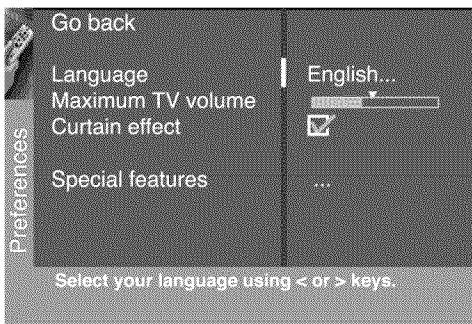 Go back
Language English...
Maximum TV volume
Curtain effect
Special features ...
Preferences
Select your language using < or > keys.